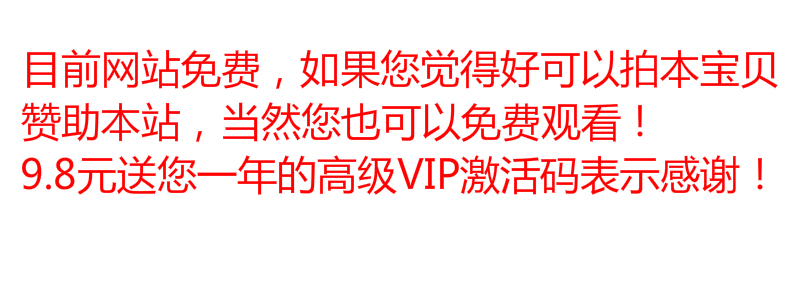 目前网站免费，如果您觉得好可以拍本宝贝
赞助本站，当然您也可以免费观看！
9.8元送您一年的高级VIP激活码表示感谢！